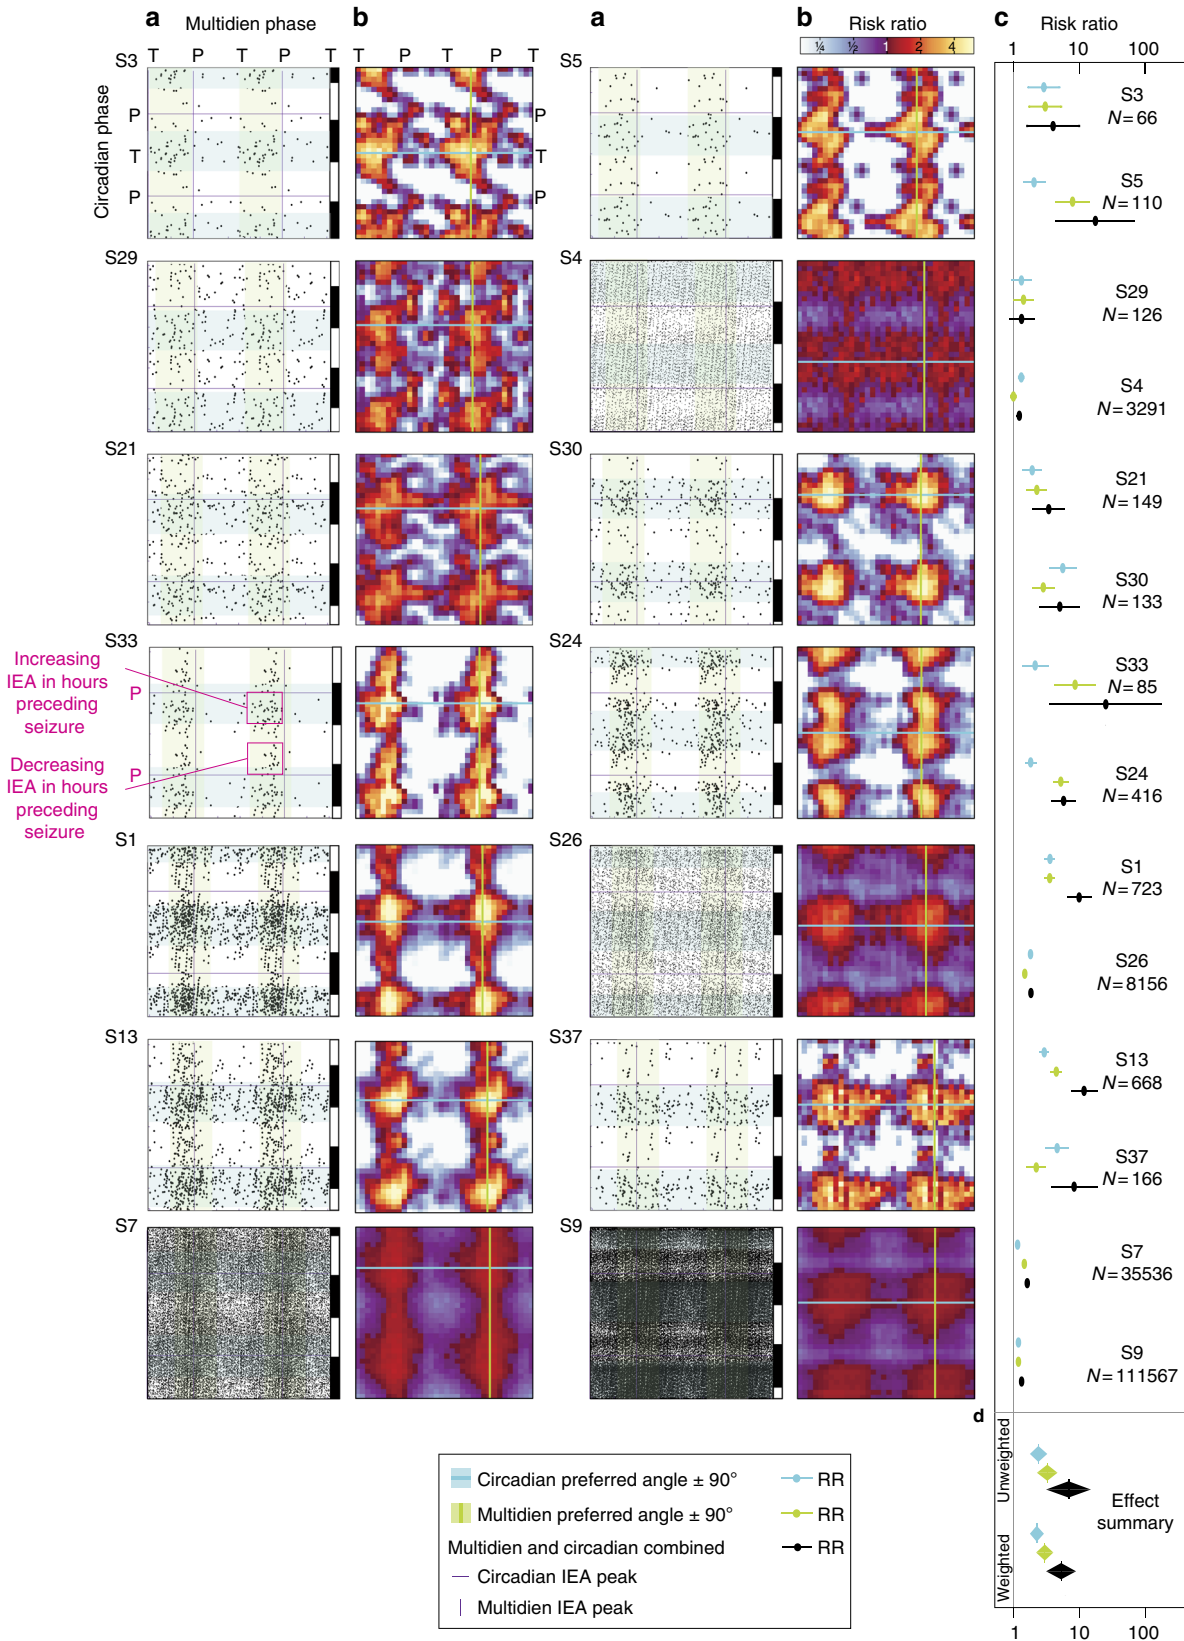 a Multidien phase b a b Risk ratio c Risk ratio
¼ ½ 1 2 4
1 10 100
T P T P T T P T P T
S3 S5
Circadian phase
P
T
P
P
T
P
S3
N=66
S5
N=110
S29 S4
S29
N=126
S4
N=3291
S21 S30
S21
N=149
S30
N=133
S33 S24
Increasing
IEA in hours
preceding
seizure
P
Decreasing
IEA in hours
preceding
seizure
P
S33
N=85
S24
N=416
S1 S26
S1
N=723
S26
N=8156
S13 S37
S13
N=668
S37
N=166
S7 S9
S7
N=35536
S9
N=111567
d
Unweighted
Weighted
Effect
summary
1 10 100
Circadian preferred angle ± 90° RR
Multidien preferred angle ± 90° RR
Multidien and circadian combined RR
Circadian IEA peak
Multidien IEA peak